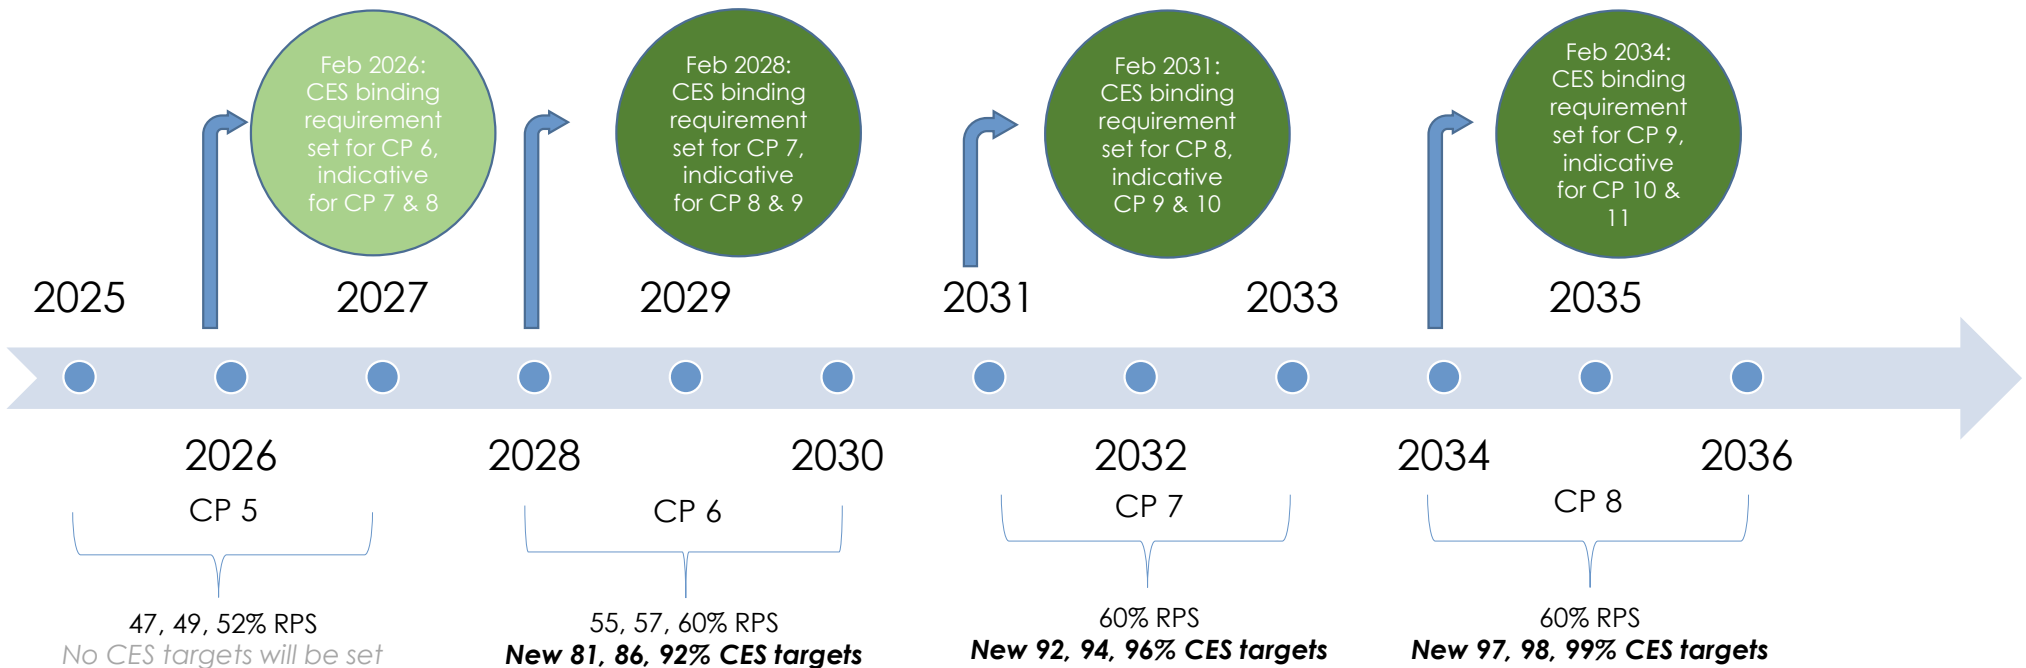 Feb 2026:
CES binding
requirement
set for CP 6,
indicative
for CP 7 & 8
Feb 2028:
CES binding
requirement
set for CP 7,
indicative
for CP 8 & 9
Feb 2031:
CES binding
requirement
set for CP 8,
indicative
CP 9 & 10
Feb 2034:
CES binding
requirement
set for CP 9,
indicative
for CP 10 &
11
2025
2027
2029
2031
2033
2035
2026
2028
2030
2032
2034
2036
CP 5
CP 6
CP 7
CP 8
47, 49, 52% RPS
No CES targets will be set
55, 57, 60% RPS
New 81, 86, 92% CES targets
60% RPS
New 92, 94, 96% CES targets
60% RPS
New 97, 98, 99% CES targets